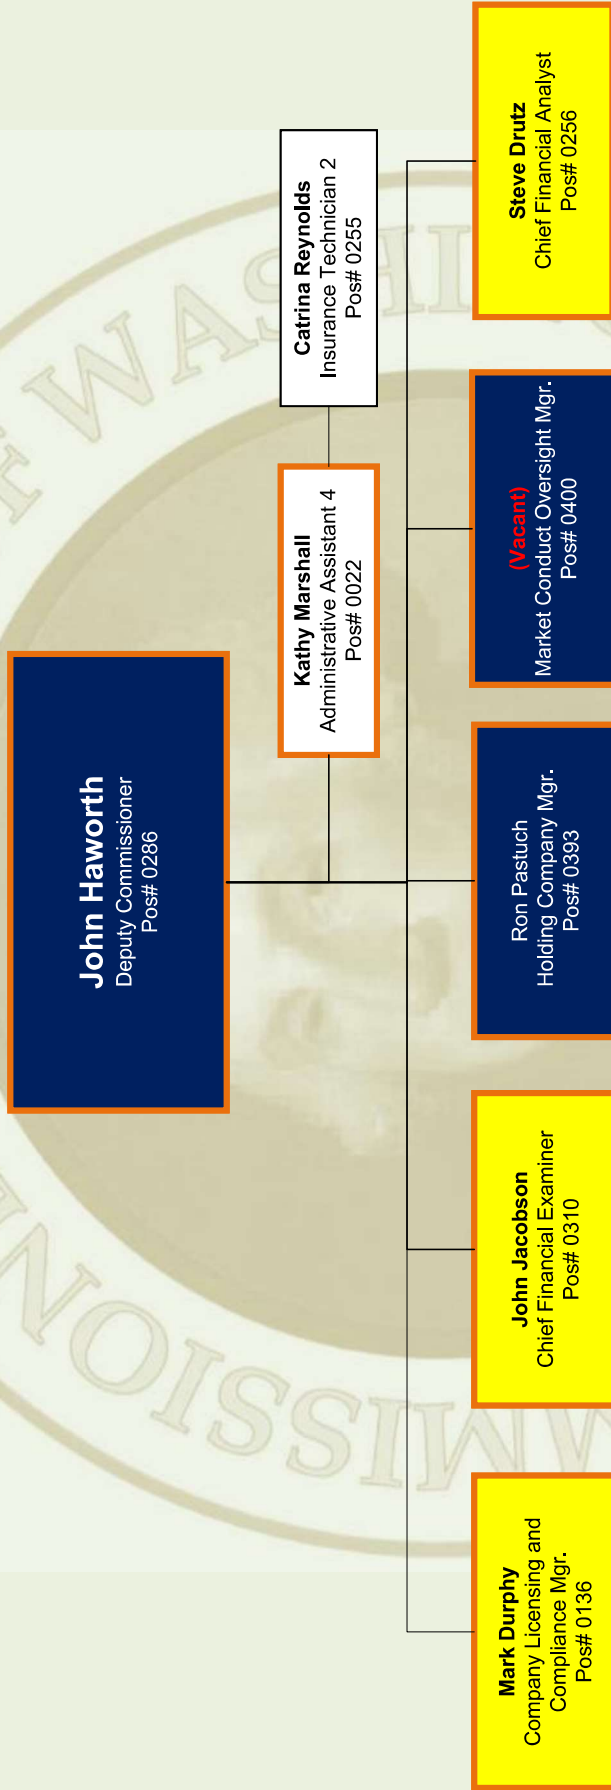 John Haworth
Deputy Commissioner
Pos# 0286
Kathy Marshall
Administrative Assistant 4
Pos# 0022
Catrina Reynolds
Insurance Technician 2
Pos# 0255
Mark Durphy
Company Licensing and
Compliance Mgr.
Pos# 0136
John Jacobson
Chief Financial Examiner
Pos# 0310
Ron Pastuch
Holding Company Mgr.
Pos# 0393
(Vacant)
Market Conduct Oversight Mgr.
Pos# 0400
Steve Drutz
Chief Financial Analyst
Pos# 0256